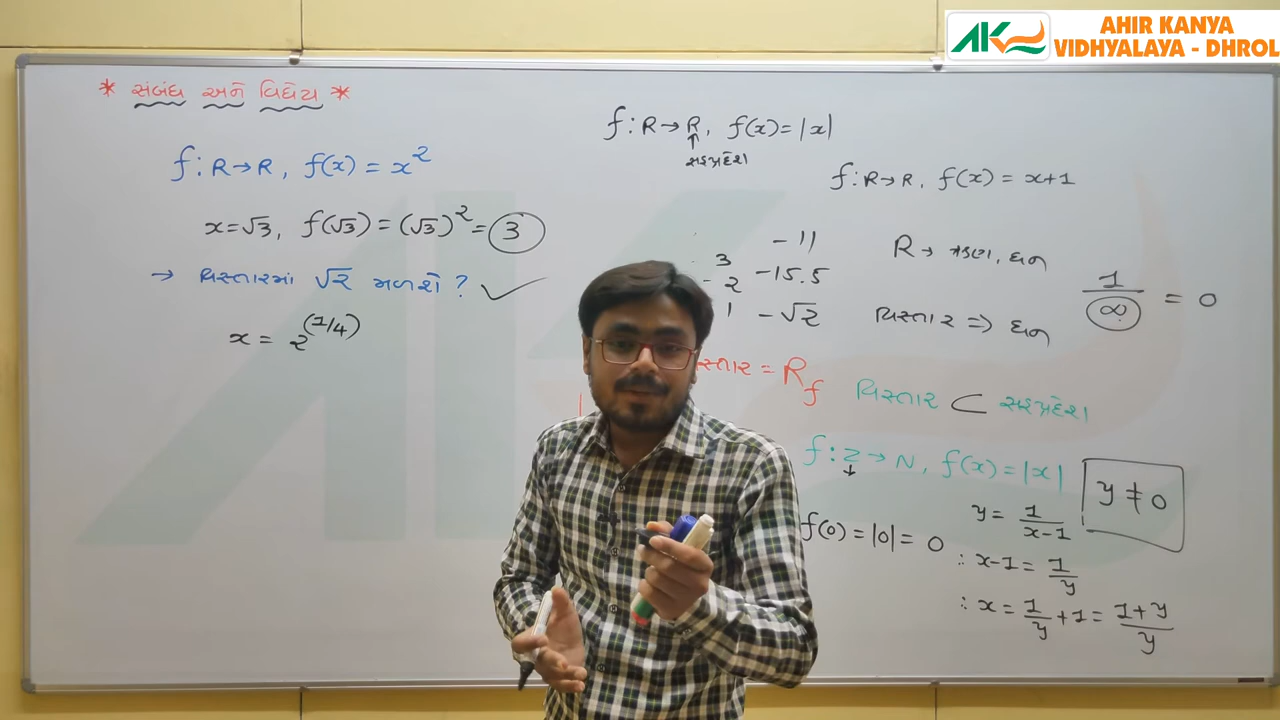 AHIR KANYA
VIDHYALAYA - DHROL
* સંબંધ અને વિધેય *
f : R → R, f(x) = x²
x = √3, f(√3) = (√3)² = 3
→ વિસ્તારમાં √2 મળશે ?
x = 2^(1/4)
f : R → R, f(x) = |x|
↑
સહપ્રદેશ
f : R → R, f(x) = x+1
3 - 11
2 - 15.5
1 - √2
R → ઋણ, ધન
વિસ્તાર ⇒ ધન
1/∞ = 0
સ્તાર = R_f
વિસ્તાર ⊂ સહપ્રદેશ
f : Z → N, f(x) = |x|
f(0) = |0| = 0
y = 1/(x-1)
y ≠ 0
∴ x-1 = 1/y
∴ x = 1/y + 1 = (1+y)/y